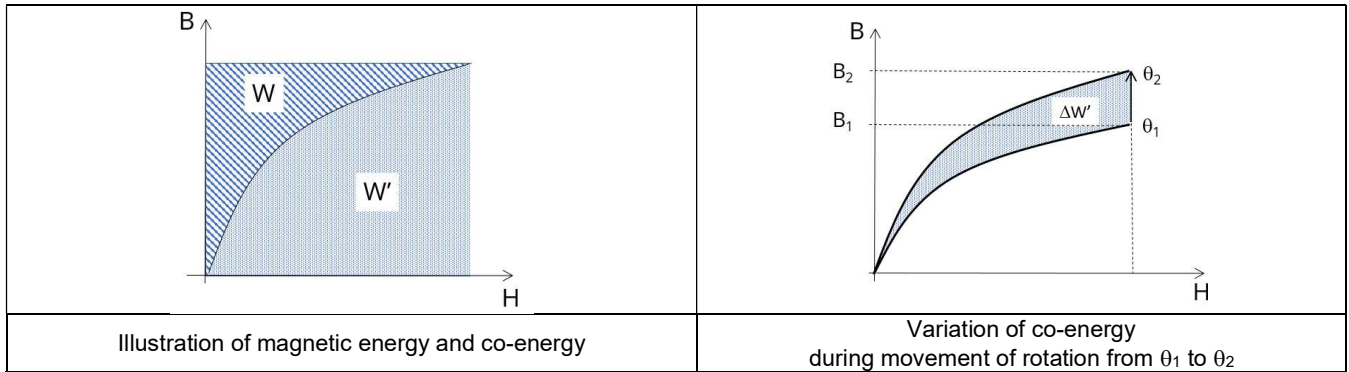 B
W
W'
H
Illustration of magnetic energy and co-energy
B
B2
θ2
ΔW'
B1
θ1
H
Variation of co-energy
during movement of rotation from θ1 to θ2